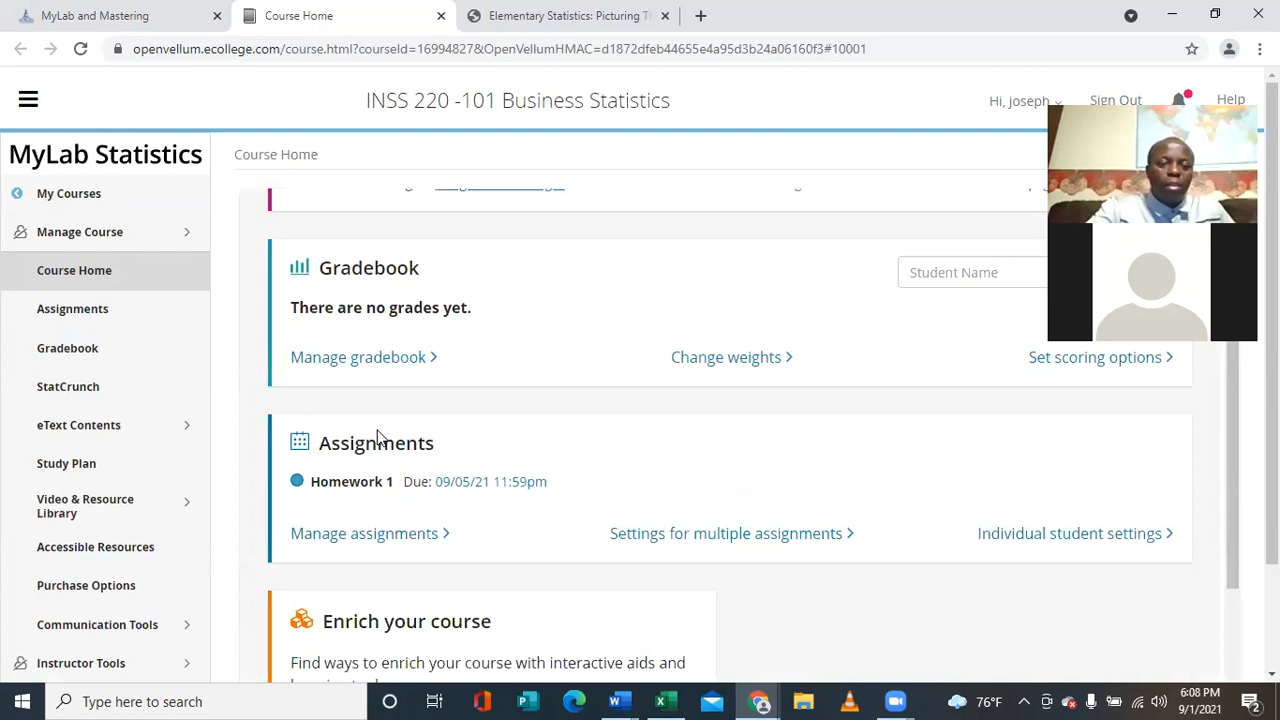 MyLab and Mastering
Course Home
Elementary Statistics: Picturing Th
openvellum.ecollege.com/course.html?courseId=16994827&OpenVellumHMAC=d1872dfeb44655e4a95d3b24a06160f3#10001
INSS 220 -101 Business Statistics
Hi, joseph
Sign Out
Help
MyLab Statistics
Course Home
My Courses
Manage Course
Course Home
Assignments
Gradebook
StatCrunch
eText Contents
Study Plan
Video & Resource
Library
Accessible Resources
Purchase Options
Communication Tools
Instructor Tools
Gradebook
Student Name
There are no grades yet.
Manage gradebook
Change weights
Set scoring options
Assignments
Homework 1 Due: 09/05/21 11:59pm
Manage assignments
Settings for multiple assignments
Individual student settings
Enrich your course
Find ways to enrich your course with interactive aids and
Type here to search
76°F
6:08 PM
9/1/2021
2